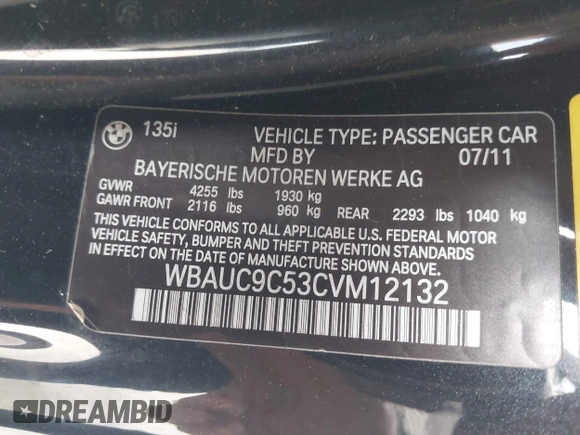 BMW
135i VEHICLE TYPE: PASSENGER CAR
MFD BY 07/11
BAYERISCHE MOTOREN WERKE AG
GVWR 4255 lbs 1930 kg
GAWR FRONT 2116 lbs 960 kg REAR 2293 lbs 1040 kg
THIS VEHICLE CONFORMS TO ALL APPLICABLE U.S. FEDERAL MOTOR
VEHICLE SAFETY, BUMPER AND THEFT PREVENTION STANDARDS
IN EFFECT ON THE DATE OF MANUFACTURE SHOWN ABOVE.
WBAUC9C53CVM12132
DREAMBID